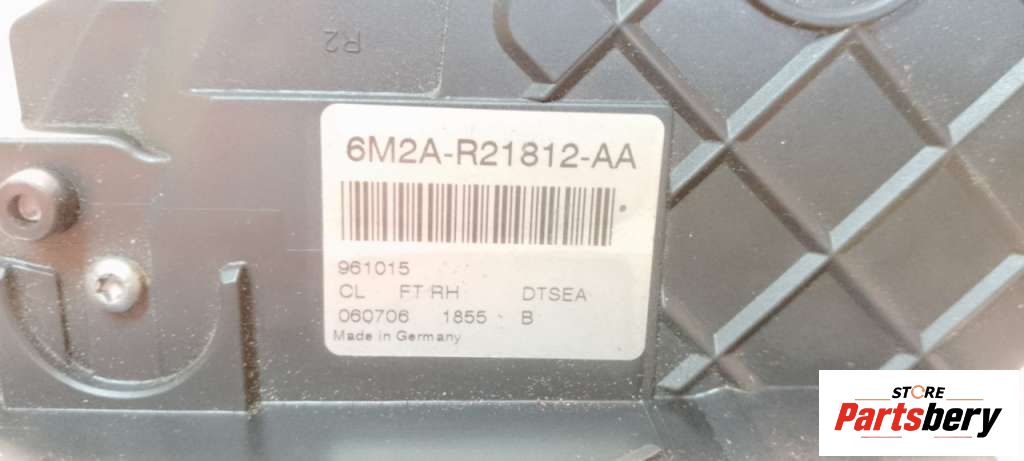 R2
6M2A-R21812-AA
961015
CL FT RH DTSEA
060706 1855 B
Made in Germany
STORE
Partsbery